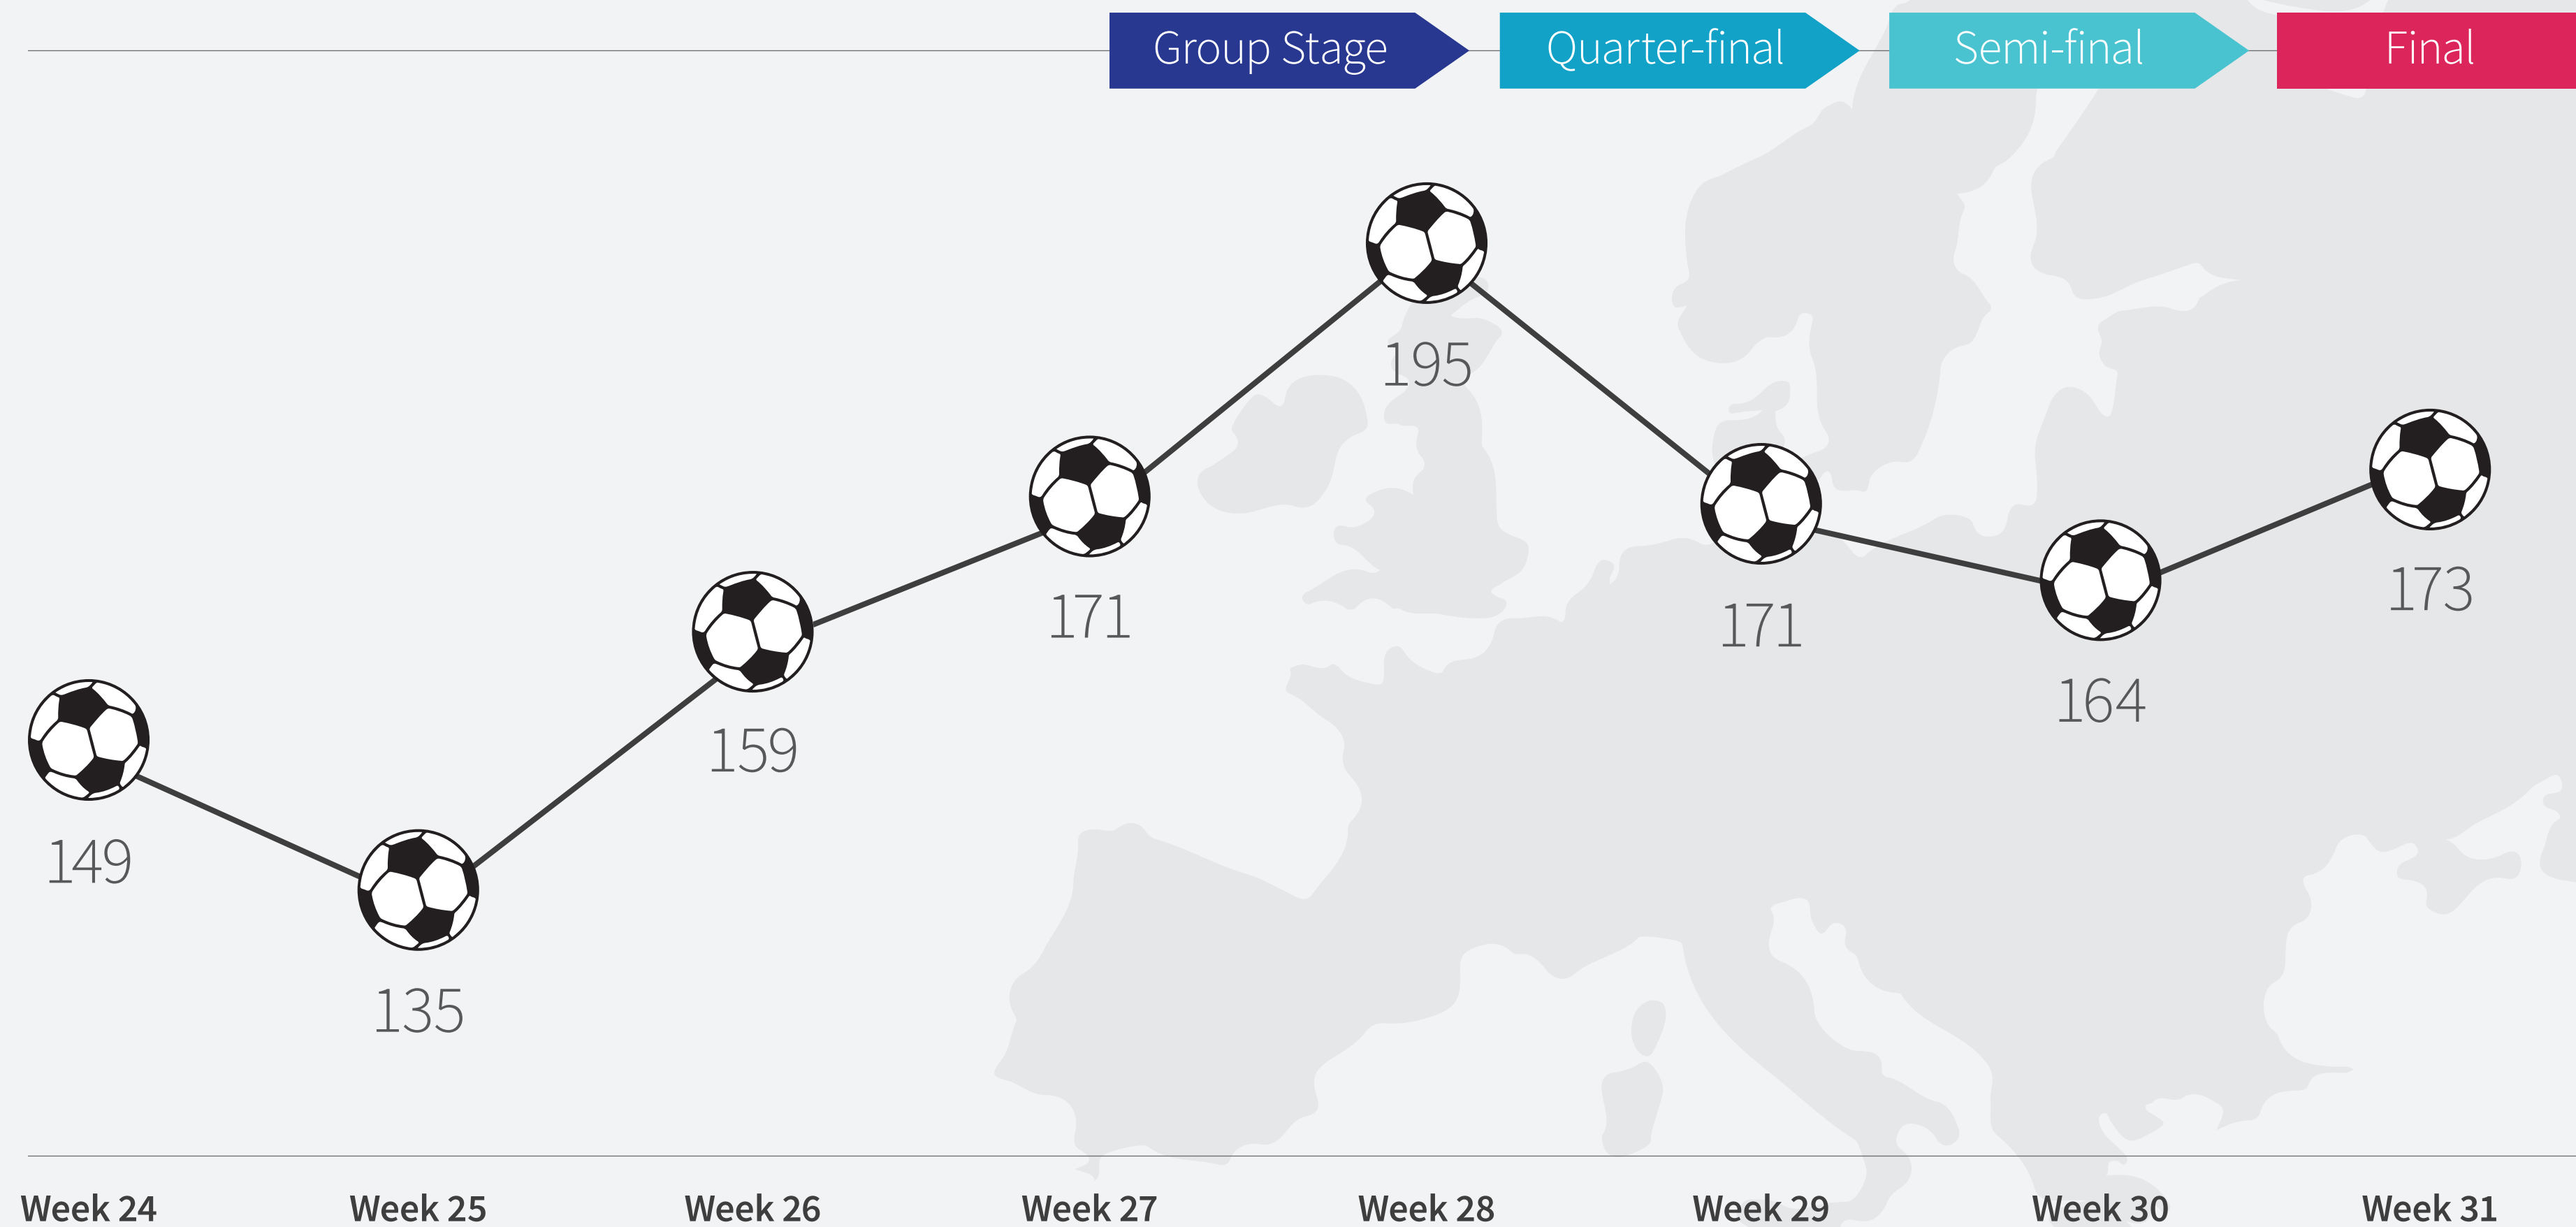 Group Stage
Quarter-final
Semi-final
Final
195
171
173
171
164
159
149
135
Week 24
Week 25
Week 26
Week 27
Week 28
Week 29
Week 30
Week 31